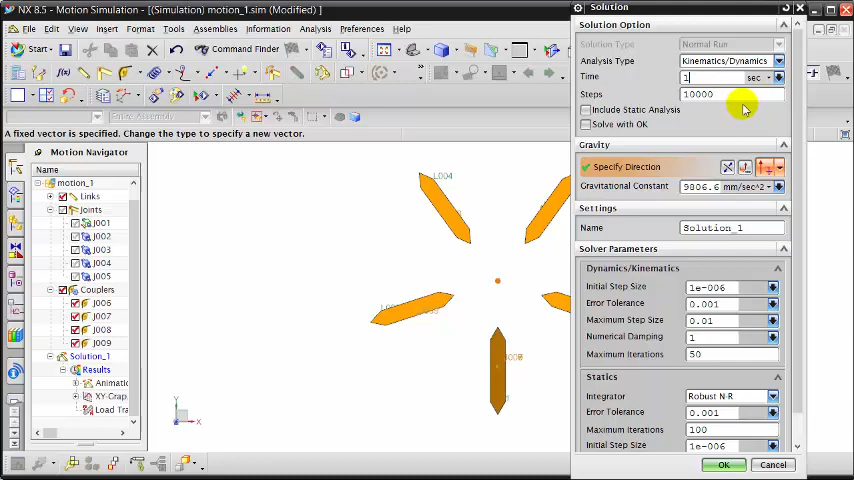 NX 8.5 - Motion Simulation - [(Simulation) motion_1.sim (Modified) ]
File Edit View Insert Format Tools Assemblies Information Analysis Preferences Help
Start
Command Finder
Entire Assembly
A fixed vector is specified. Change the type to specify a new vector.
Motion Navigator
Name
motion_1
Links
Joints
J001
J002
J003
J004
J005
Couplers
J006
J007
J008
J009
Solution_1
Results
Animatio
XY-Grap
Load Tra
L004
Y
X
Solution
Solution Option
Solution Type Normal Run
Analysis Type Kinematics/Dynamics
Time 1 sec
Steps 10000
Include Static Analysis
Solve with OK
Gravity
Specify Direction
Gravitational Constant 9806.6 mm/sec^2
Settings
Name Solution_1
Solver Parameters
Dynamics/Kinematics
Initial Step Size 1e-006
Error Tolerance 0.001
Maximum Step Size 0.01
Numerical Damping 1
Maximum Iterations 50
Statics
Integrator Robust N-R
Error Tolerance 0.001
Maximum Iterations 100
Initial Step Size 1e-006
OK Cancel